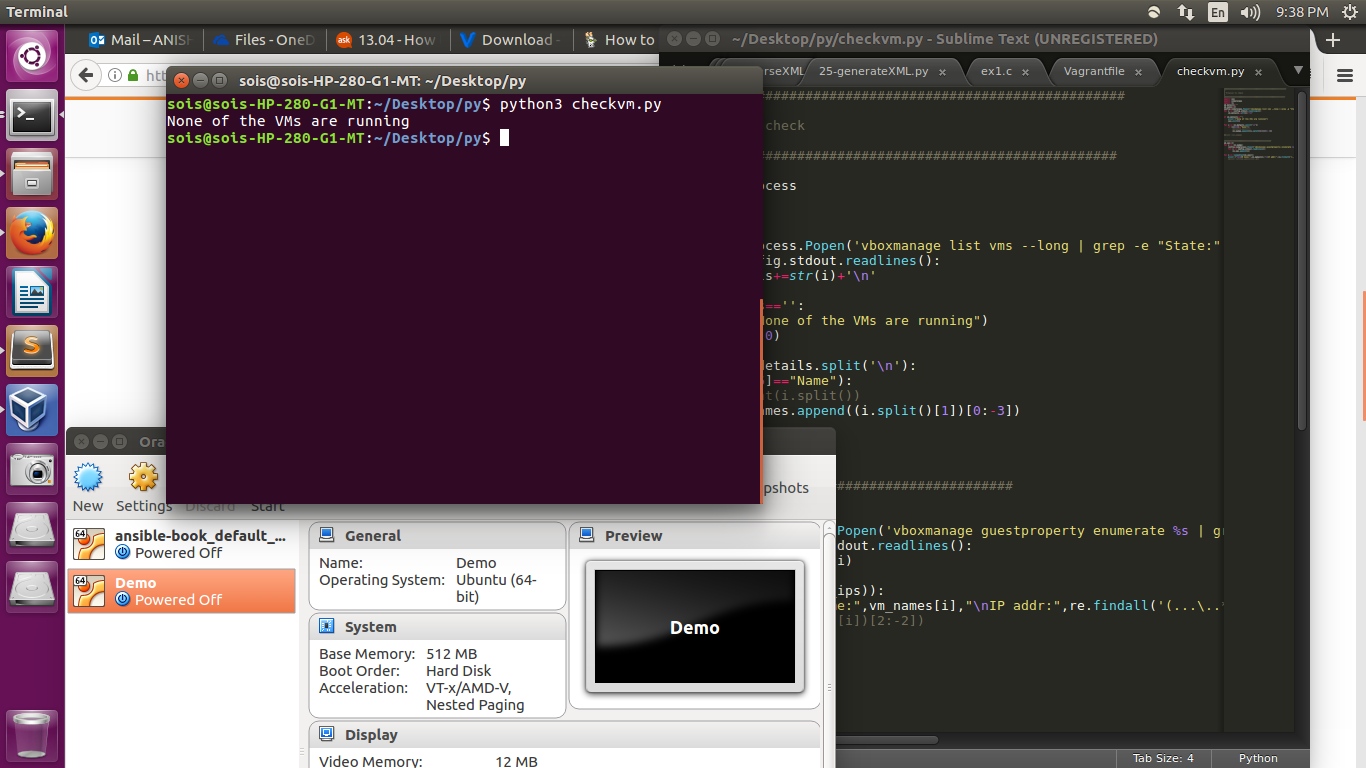 Terminal
En
9:38 PM
Mail – ANISH
Files - OneD
13.04 - How
Download -
How to
~/Desktop/py/checkvm.py - Sublime Text (UNREGISTERED)
sois@sois-HP-280-G1-MT: ~/Desktop/py
sois@sois-HP-280-G1-MT:~/Desktop/py$ python3 checkvm.py
None of the VMs are running
sois@sois-HP-280-G1-MT:~/Desktop/py$
rseXML
25-generateXML.py
ex1.c
Vagrantfile
checkvm.py
################################################
check
###############################################
ocess
ocess.Popen('vboxmanage list vms --long | grep -e "State:"
fig.stdout.readlines():
s+=str(i)+'\n'
=='':
None of the VMs are running")
0)
details.split('\n'):
]=="Name"):
t(i.split())
ames.append((i.split()[1])[0:-3])
######################
Popen('vboxmanage guestproperty enumerate %s | gr
dout.readlines():
i)
ips)):
e:",vm_names[i],"\nIP addr:",re.findall('(...\..*
[i])[2:-2])
Ora
New
Settings
Discard
Start
pshots
64
ansible-book_default_...
Powered Off
64
Demo
Powered Off
General
Name: Demo
Operating System: Ubuntu (64-
bit)
System
Base Memory: 512 MB
Boot Order: Hard Disk
Acceleration: VT-x/AMD-V,
Nested Paging
Display
Video Memory: 12 MB
Preview
Demo
Tab Size: 4
Python